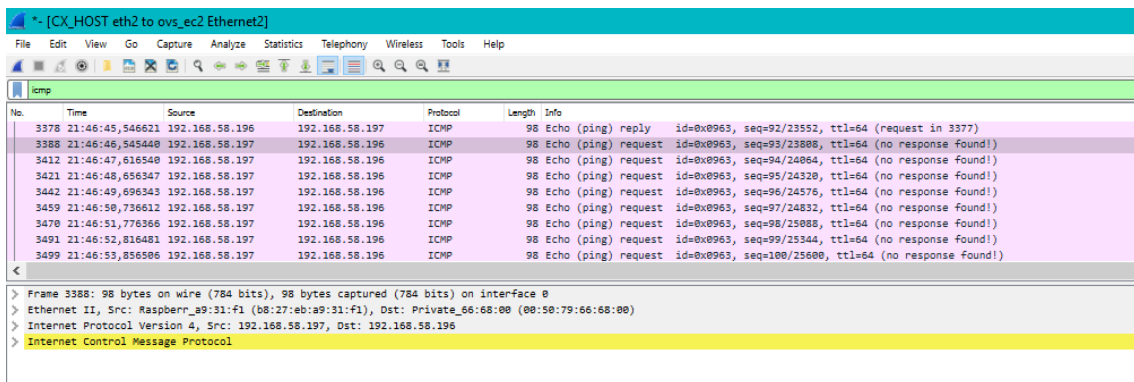 *- [CX_HOST eth2 to ovs_ec2 Ethernet2]
File Edit View Go Capture Analyze Statistics Telephony Wireless Tools Help
icmp
No. Time Source Destination Protocol Length Info
3378 21:46:45,546621 192.168.58.196 192.168.58.197 ICMP 98 Echo (ping) reply id=0x0963, seq=92/23552, ttl=64 (request in 3377)
3388 21:46:46,545440 192.168.58.197 192.168.58.196 ICMP 98 Echo (ping) request id=0x0963, seq=93/23808, ttl=64 (no response found!)
3412 21:46:47,616540 192.168.58.197 192.168.58.196 ICMP 98 Echo (ping) request id=0x0963, seq=94/24064, ttl=64 (no response found!)
3421 21:46:48,656347 192.168.58.197 192.168.58.196 ICMP 98 Echo (ping) request id=0x0963, seq=95/24320, ttl=64 (no response found!)
3442 21:46:49,696343 192.168.58.197 192.168.58.196 ICMP 98 Echo (ping) request id=0x0963, seq=96/24576, ttl=64 (no response found!)
3459 21:46:50,736612 192.168.58.197 192.168.58.196 ICMP 98 Echo (ping) request id=0x0963, seq=97/24832, ttl=64 (no response found!)
3470 21:46:51,776366 192.168.58.197 192.168.58.196 ICMP 98 Echo (ping) request id=0x0963, seq=98/25088, ttl=64 (no response found!)
3491 21:46:52,816481 192.168.58.197 192.168.58.196 ICMP 98 Echo (ping) request id=0x0963, seq=99/25344, ttl=64 (no response found!)
3499 21:46:53,856506 192.168.58.197 192.168.58.196 ICMP 98 Echo (ping) request id=0x0963, seq=100/25600, ttl=64 (no response found!)
> Frame 3388: 98 bytes on wire (784 bits), 98 bytes captured (784 bits) on interface 0
> Ethernet II, Src: Raspberr_a9:31:f1 (b8:27:eb:a9:31:f1), Dst: Private_66:68:00 (00:50:79:66:68:00)
> Internet Protocol Version 4, Src: 192.168.58.197, Dst: 192.168.58.196
> Internet Control Message Protocol